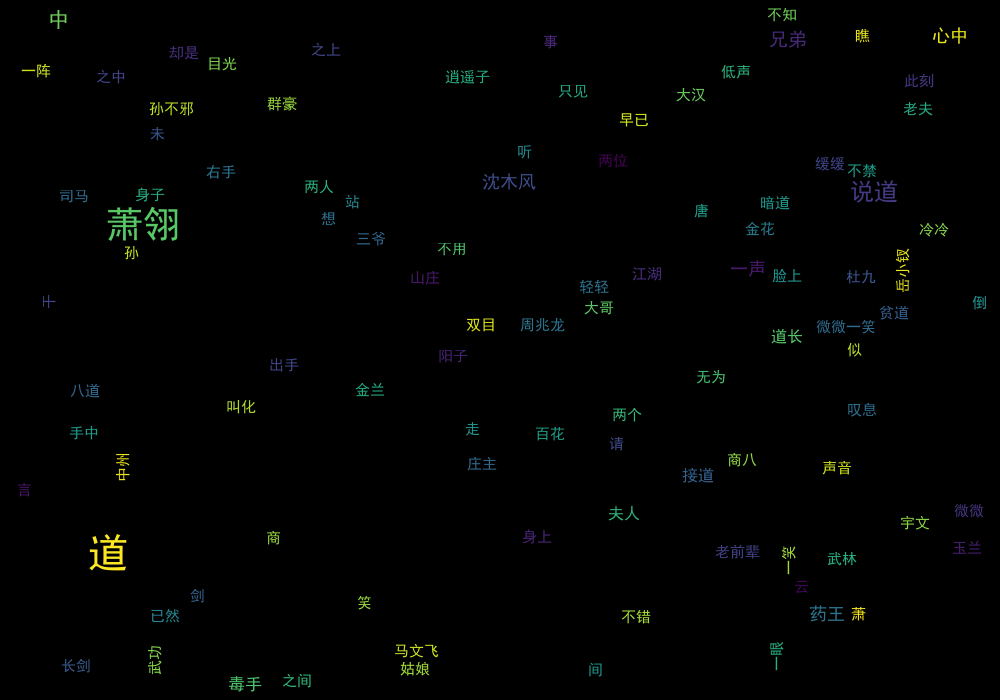 中
不知
兄弟
瞧
心中
却是
之上
事
一阵
之中
目光
逍遥子
低声
只见
大汉
此刻
孙不邪
群豪
早已
老夫
未
听
两位
缓缓
不禁
右手
两人
沈木风
说道
司马
身子
站
唐
暗道
萧翎
想
金花
冷冷
孙
三爷
不用
岳小钗
山庄
江湖
一声
脸上
杜九
轻轻
大哥
倒
双目
周兆龙
贫道
微微一笑
道长
似
阳子
出手
无为
八道
金兰
叫化
叹息
两个
手中
走
百花
请
中州
庄主
接道
商八
声音
言
夫人
微微
宇文
道
商
身上
老前辈
一笑
武林
玉兰
云
剑
笑
已然
不错
药王
萧
武功
马文飞
一眼
长剑
姑娘
间
毒手
之间